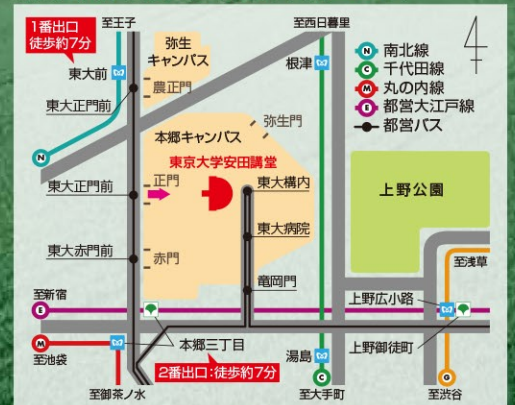 至王子
至西日暮里
1番出口
徒歩約7分
弥生
キャンパス
東大前
農正門
根津
N 南北線
C 千代田線
M 丸の内線
E 都営大江戸線
都営バス
東大正門前
弥生門
本郷キャンパス
N
東京大学安田講堂
東大正門前
正門
東大構内
上野公園
東大病院
東大赤門前
赤門
竜岡門
至浅草
至新宿
E
上野広小路
M
至池袋
本郷三丁目
上野御徒町
2番出口:徒歩約7分
湯島
C
G
至御茶ノ水
至大手町
至渋谷